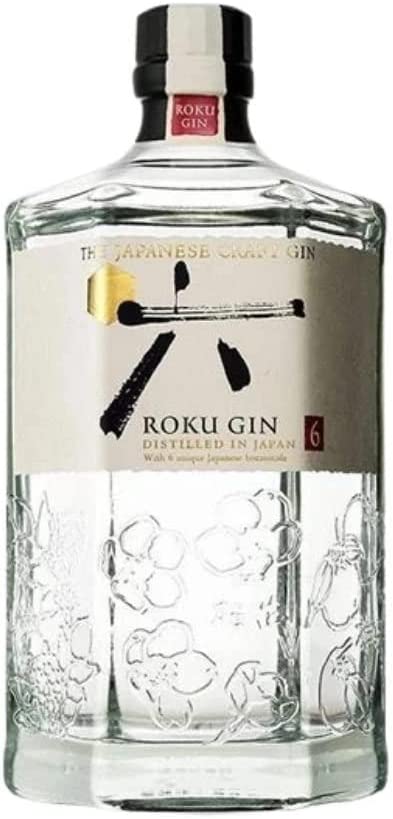 ROKU
GIN
THE JAPANESE CRAFT GIN
六
ROKU GIN
DISTILLED IN JAPAN
6
With 6 unique Japanese botanicals